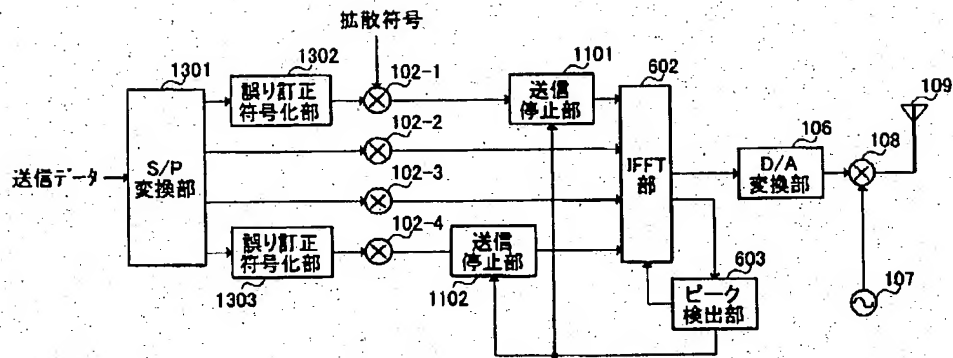 拡散符号
1301
1302
誤り訂正
符号化部
102-1
1101
送信
停止部
602
109
送信データ
S/P
変換部
102-2
102-3
IFFT
部
106
D/A
変換部
108
誤り訂正
符号化部
1303
102-4
送信
停止部
1102
603
ピーク
検出部
107